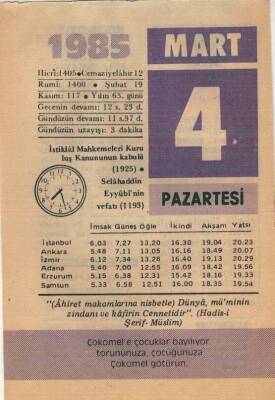 1985
MART
Hicrî: 1405 • Cemaziyelâhir 12
Rumî: 1400 • Şubat 19
Kasım: 117 • Yılın 63. günü
Gecenin devamı: 12 s. 23 d.
Gündüzün devamı: 11 s. 37 d.
Gündüzün uzayışı: 3 dakika
4
İstiklâl Mahkemeleri Kuru
luş Kanununun kabulü
(1925) •
Selâhaddin
Eyyûbî'nin
vefatı (1193)
PAZARTESİ
İmsak Güneş Öğle İkindi Akşam Yatsı
İstanbul 6.03 7.27 13.20 16.30 19.04 20.23
Ankara 5.48 7.11 13.05 16.16 18.49 20.07
İzmir 6.12 7.34 13.28 16.40 19.13 20.29
Adana 5.40 7.00 12.55 16.09 18.42 19.56
Erzurum 5.15 6.38 12.31 15.42 18.16 19.33
Samsun 5.33 6.58 12.51 16.00 18.35 19.54
"(Âhiret makamlarına nisbetle) Dünyâ, mü'minin
zindanı ve kâfirin Cennetidir". (Hadis-i
Şerif- Müslim)
Çokomel'e çocuklar bayılıyor
torununuza, çocuğunuza
Çokomel götürün.